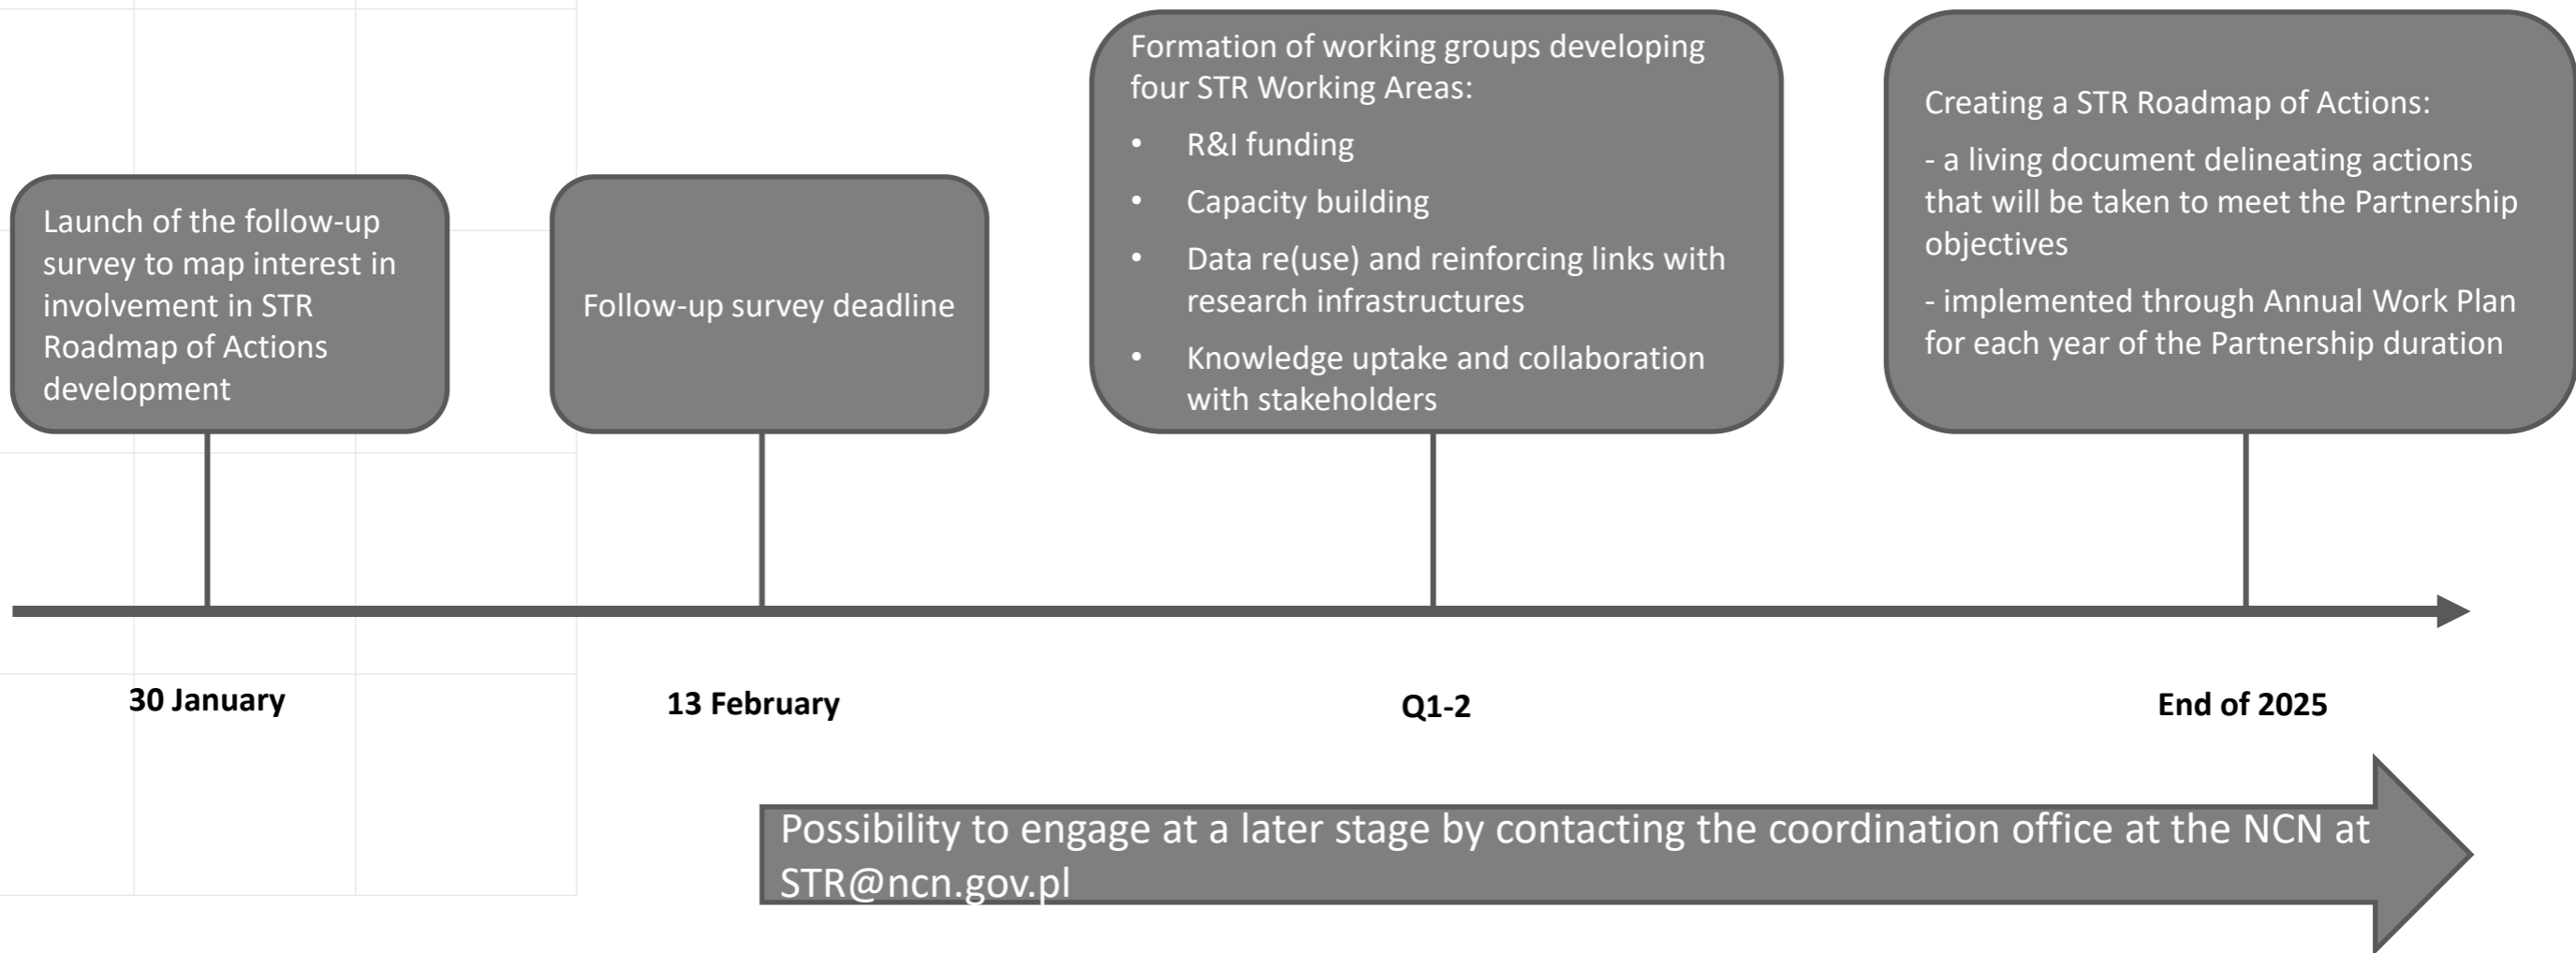 Launch of the follow-up
survey to map interest in
involvement in STR
Roadmap of Actions
development
Follow-up survey deadline
Formation of working groups developing
four STR Working Areas:
• R&I funding
• Capacity building
• Data re(use) and reinforcing links with
research infrastructures
• Knowledge uptake and collaboration
with stakeholders
Creating a STR Roadmap of Actions:
- a living document delineating actions
that will be taken to meet the Partnership
objectives
- implemented through Annual Work Plan
for each year of the Partnership duration
30 January
13 February
Q1-2
End of 2025
Possibility to engage at a later stage by contacting the coordination office at the NCN at
STR@ncn.gov.pl